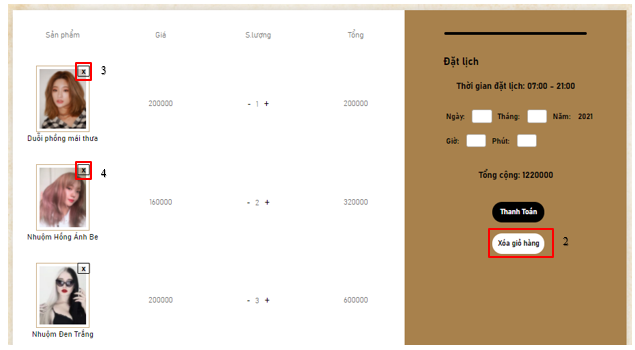 Sản phẩm Giá S.lượng Tổng
x 3
200000 - 1 + 200000
Duỗi phồng mái thưa
x 4
160000 - 2 + 320000
Nhuộm Hồng Ánh Be
x
200000 - 3 + 600000
Nhuộm Đen Trắng
Đặt lịch
Thời gian đặt lịch: 07:00 - 21:00
Ngày: Tháng: Năm: 2021
Giờ: Phút:
Tổng cộng: 1220000
Thanh Toán
Xóa giỏ hàng 2